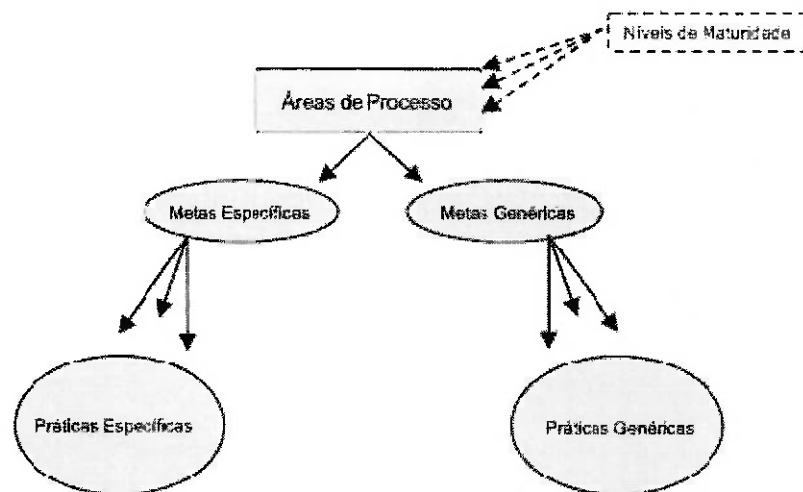 Níveis de Maturidade
Áreas de Processo
Metas Específicas
Metas Genéricas
Práticas Específicas
Práticas Genéricas